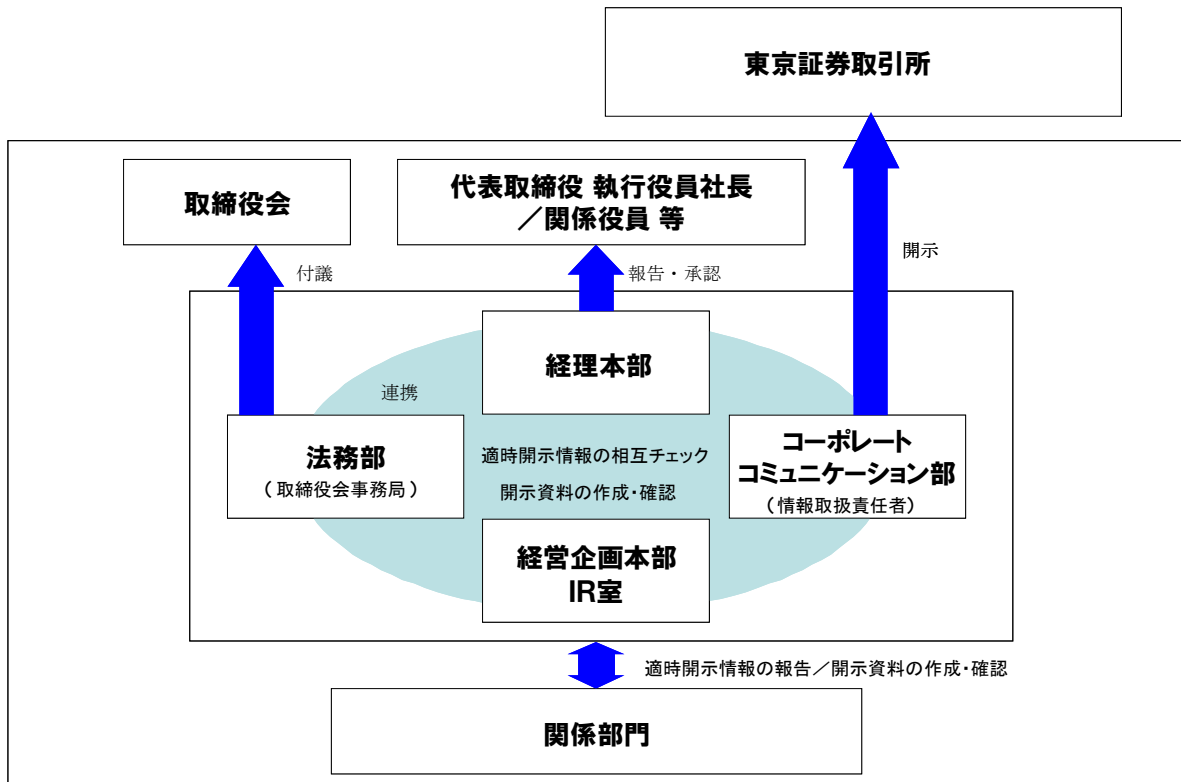 東京証券取引所
取締役会
代表取締役 執行役員社長
／関係役員 等
付議
報告・承認
開示
経理本部
連携
法務部
（取締役会事務局）
適時開示情報の相互チェック
開示資料の作成・確認
コーポレート
コミュニケーション部
（情報取扱責任者）
経営企画本部
IR室
適時開示情報の報告／開示資料の作成・確認
関係部門